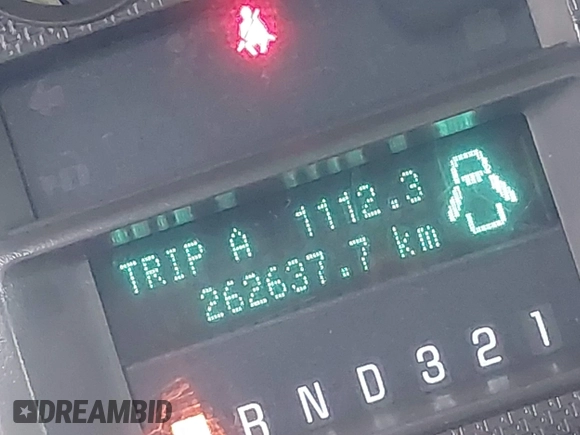 TRIP A 1112.3
262637.7 km
R N D 3 2 1
DREAMBID